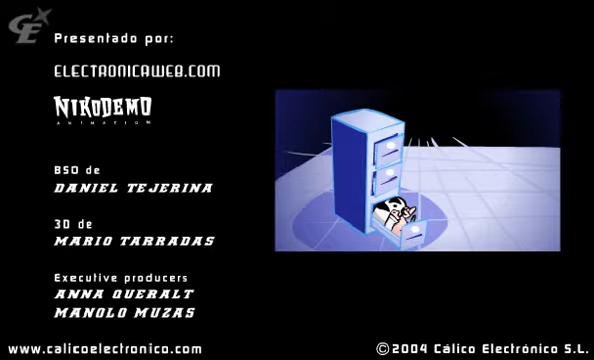 CE
Presentado por:
ELECTRONICAWEB.COM
NIKODEMO
ANIMATION
BSO de
DANIEL TEJERINA
3D de
MARIO TARRADAS
Executive producers
ANNA QUERALT
MANOLO MUZAS
www.calicoelectronico.com
©2004 Cálico Electrónico S.L.